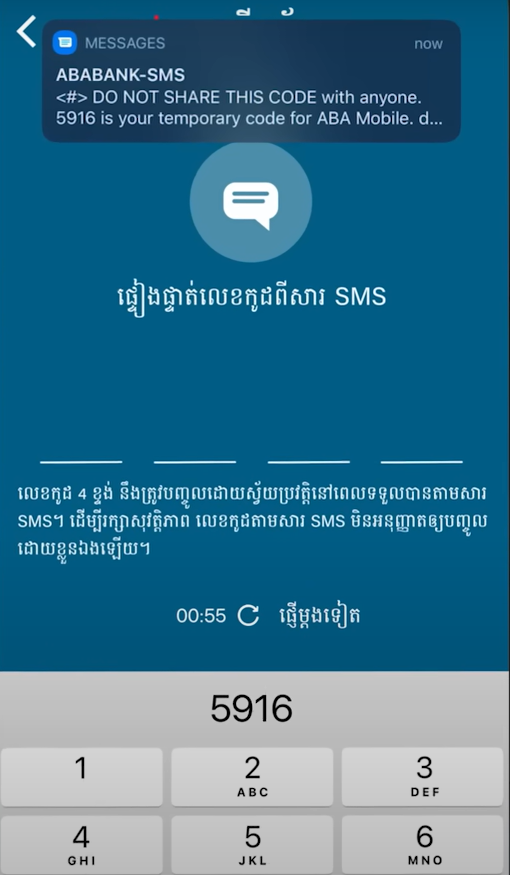 MESSAGES
now
ABABANK-SMS
<#> DO NOT SHARE THIS CODE with anyone.
5916 is your temporary code for ABA Mobile. d...
ផ្ទៀងផ្ទាត់លេខកូដពីសារ SMS
លេខកូដ 4 ខ្ទង់ នឹងត្រូវបញ្ចូលដោយស្វ័យប្រវត្តិនៅពេលទទួលបានតាមសារ
SMS។ ដើម្បីរក្សាសុវត្ថិភាព លេខកូដតាមសារ SMS មិនអនុញ្ញាតឲ្យបញ្ចូល
ដោយខ្លួនឯងឡើយ។
00:55 ផ្ញើម្តងទៀត
5916
1
2
3
ABC
DEF
4
5
6
GHI
JKL
MNO